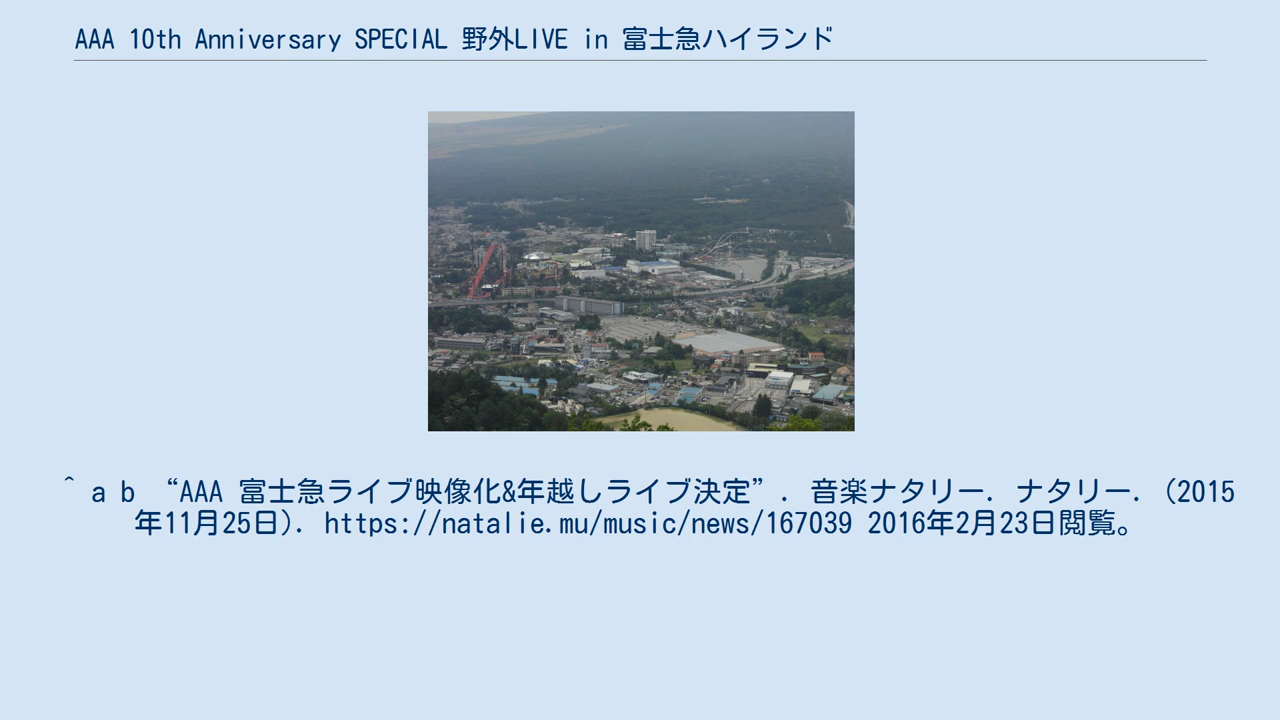 AAA 10th Anniversary SPECIAL 野外LIVE in 富士急ハイランド
^ a b “AAA 富士急ライブ映像化&年越しライブ決定”. 音楽ナタリー. ナタリー. (2015
年11月25日). https://natalie.mu/music/news/167039 2016年2月23日閲覧。